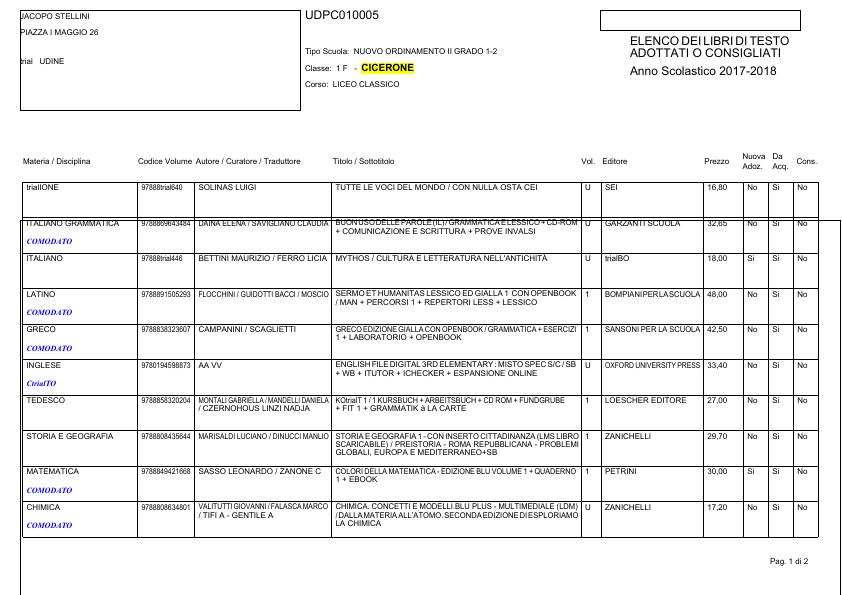 JACOPO STELLINI
PIAZZA I MAGGIO 26
trial UDINE
UDPC010005
Tipo Scuola: NUOVO ORDINAMENTO II GRADO 1-2
Classe: 1 F - CICERONE
Corso: LICEO CLASSICO
ELENCO DEI LIBRI DI TESTO
ADOTTATI O CONSIGLIATI
Anno Scolastico 2017-2018
Materia / Disciplina Codice Volume Autore / Curatore / Traduttore Titolo / Sottotitolo Vol. Editore Prezzo Nuova Adoz. Da Acq. Cons.
trialIONE 97888trial640 SOLINAS LUIGI TUTTE LE VOCI DEL MONDO / CON NULLA OSTA CEI U SEI 16,80 No Si No
ITALIANO GRAMMATICA 9788869643484 DAINA ELENA / SAVIGLIANO CLAUDIA BUON USO DELLE PAROLE (IL) / GRAMMATICA E LESSICO + CD-ROM U GARZANTI SCUOLA 32,65 No Si No
+ COMUNICAZIONE E SCRITTURA + PROVE INVALSI
COMODATO
ITALIANO 97888trial446 BETTINI MAURIZIO / FERRO LICIA MYTHOS / CULTURA E LETTERATURA NELL'ANTICHITÀ U trialBO 18,00 Si Si No
LATINO 9788891505293 FLOCCHINI / GUIDOTTI BACCI / MOSCIO SERMO ET HUMANITAS LESSICO ED GIALLA 1 CON OPENBOOK 1 BOMPIANI PER LA SCUOLA 48,00 No Si No
/ MAN + PERCORSI 1 + REPERTORI LESS + LESSICO
COMODATO
GRECO 9788838323607 CAMPANINI / SCAGLIETTI GRECO EDIZIONE GIALLA CON OPENBOOK / GRAMMATICA + ESERCIZI 1 SANSONI PER LA SCUOLA 42,50 No Si No
1 + LABORATORIO + OPENBOOK
COMODATO
INGLESE 9780194598873 AA VV ENGLISH FILE DIGITAL 3RD ELEMENTARY : MISTO SPEC S/C / SB U OXFORD UNIVERSITY PRESS 33,40 No Si No
+ WB + ITUTOR + ICHECKER + ESPANSIONE ONLINE
CtrialTO
TEDESCO 9788858320204 MONTALI GABRIELLA / MANDELLI DANIELA KOtrialT 1 / 1 KURSBUCH + ARBEITSBUCH + CD ROM + FUNDGRUBE 1 LOESCHER EDITORE 27,00 No Si No
/ CZERNOHOUS LINZI NADJA + FIT 1 + GRAMMATIK à LA CARTE
STORIA E GEOGRAFIA 9788808435644 MARISALDI LUCIANO / DINUCCI MANLIO STORIA E GEOGRAFIA 1 - CON INSERTO CITTADINANZA (LMS LIBRO 1 ZANICHELLI 29,70 No Si No
SCARICABILE) / PREISTORIA - ROMA REPUBBLICANA - PROBLEMI
GLOBALI, EUROPA E MEDITERRANEO+SB
MATEMATICA 9788849421668 SASSO LEONARDO / ZANONE C COLORI DELLA MATEMATICA - EDIZIONE BLU VOLUME 1 + QUADERNO 1 PETRINI 30,00 Si Si No
1 + EBOOK
COMODATO
CHIMICA 9788808634801 VALITUTTI GIOVANNI / FALASCA MARCO CHIMICA. CONCETTI E MODELLI.BLU PLUS - MULTIMEDIALE (LDM) U ZANICHELLI 17,20 No Si No
/ TIFI A - GENTILE A / DALLA MATERIA ALL'ATOMO. SECONDA EDIZIONE DI ESPLORIAMO
LA CHIMICA
COMODATO
Pag. 1 di 2